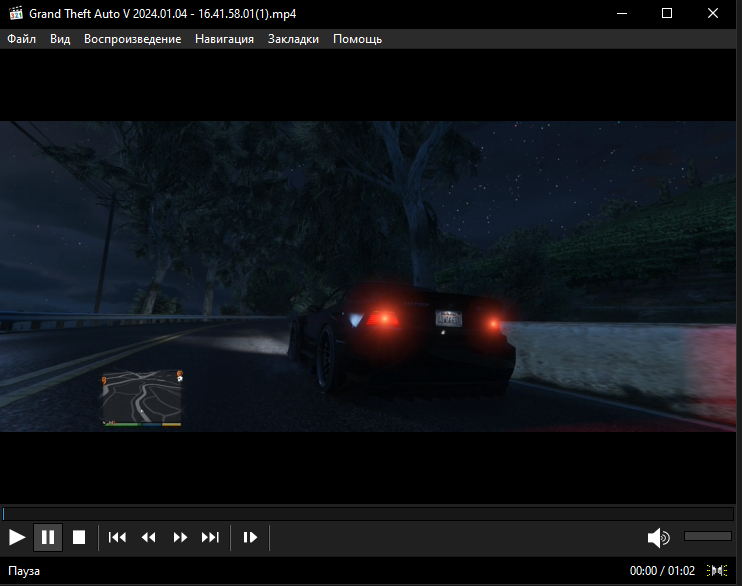 Grand Theft Auto V 2024.01.04 - 16.41.58.01(1).mp4
Файл Вид Воспроизведение Навигация Закладки Помощь
Пауза 00:00 / 01:02